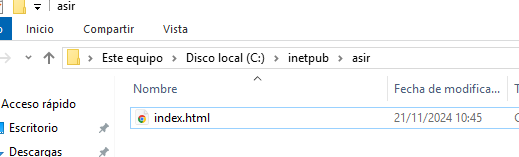 asir
Inicio Compartir Vista
Este equipo > Disco local (C:) > inetpub > asir
Nombre Fecha de modifica...
Acceso rápido
index.html 21/11/2024 10:45
Escritorio
Descargas